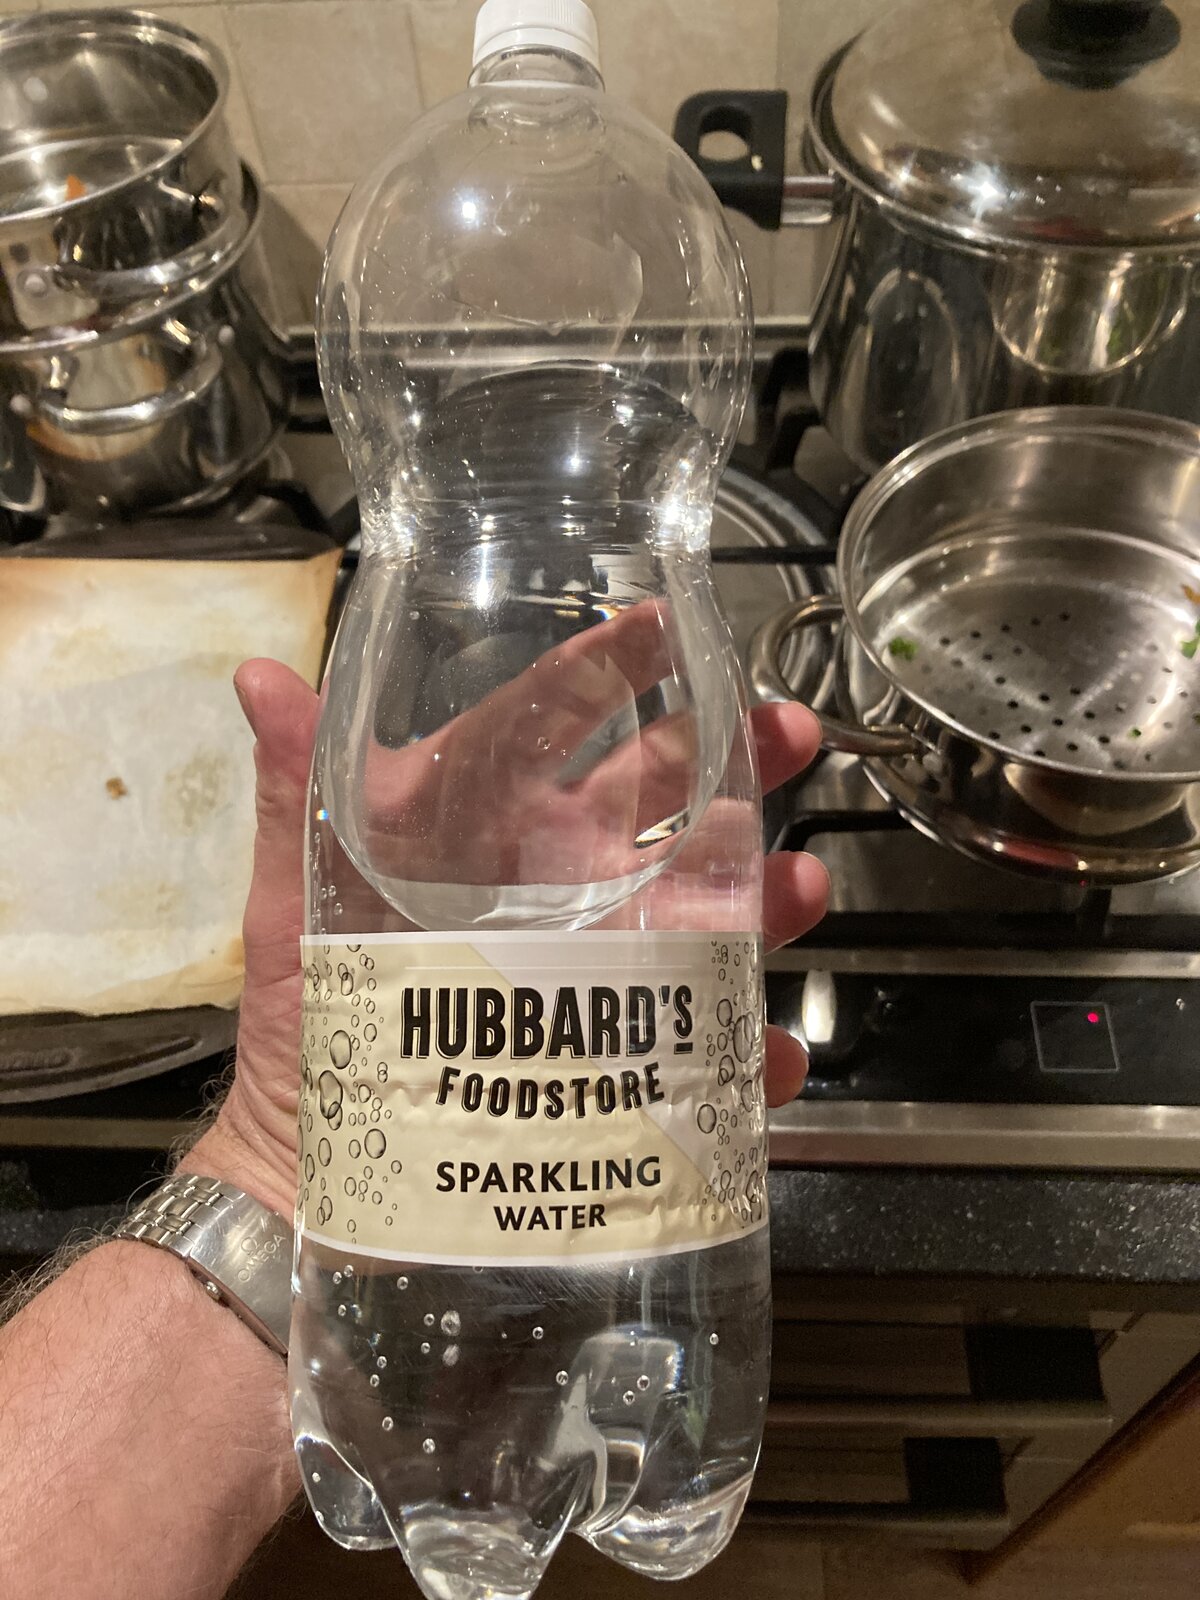 HUBBARD'S
FOODSTORE
SPARKLING
WATER
Ω
OMEGA